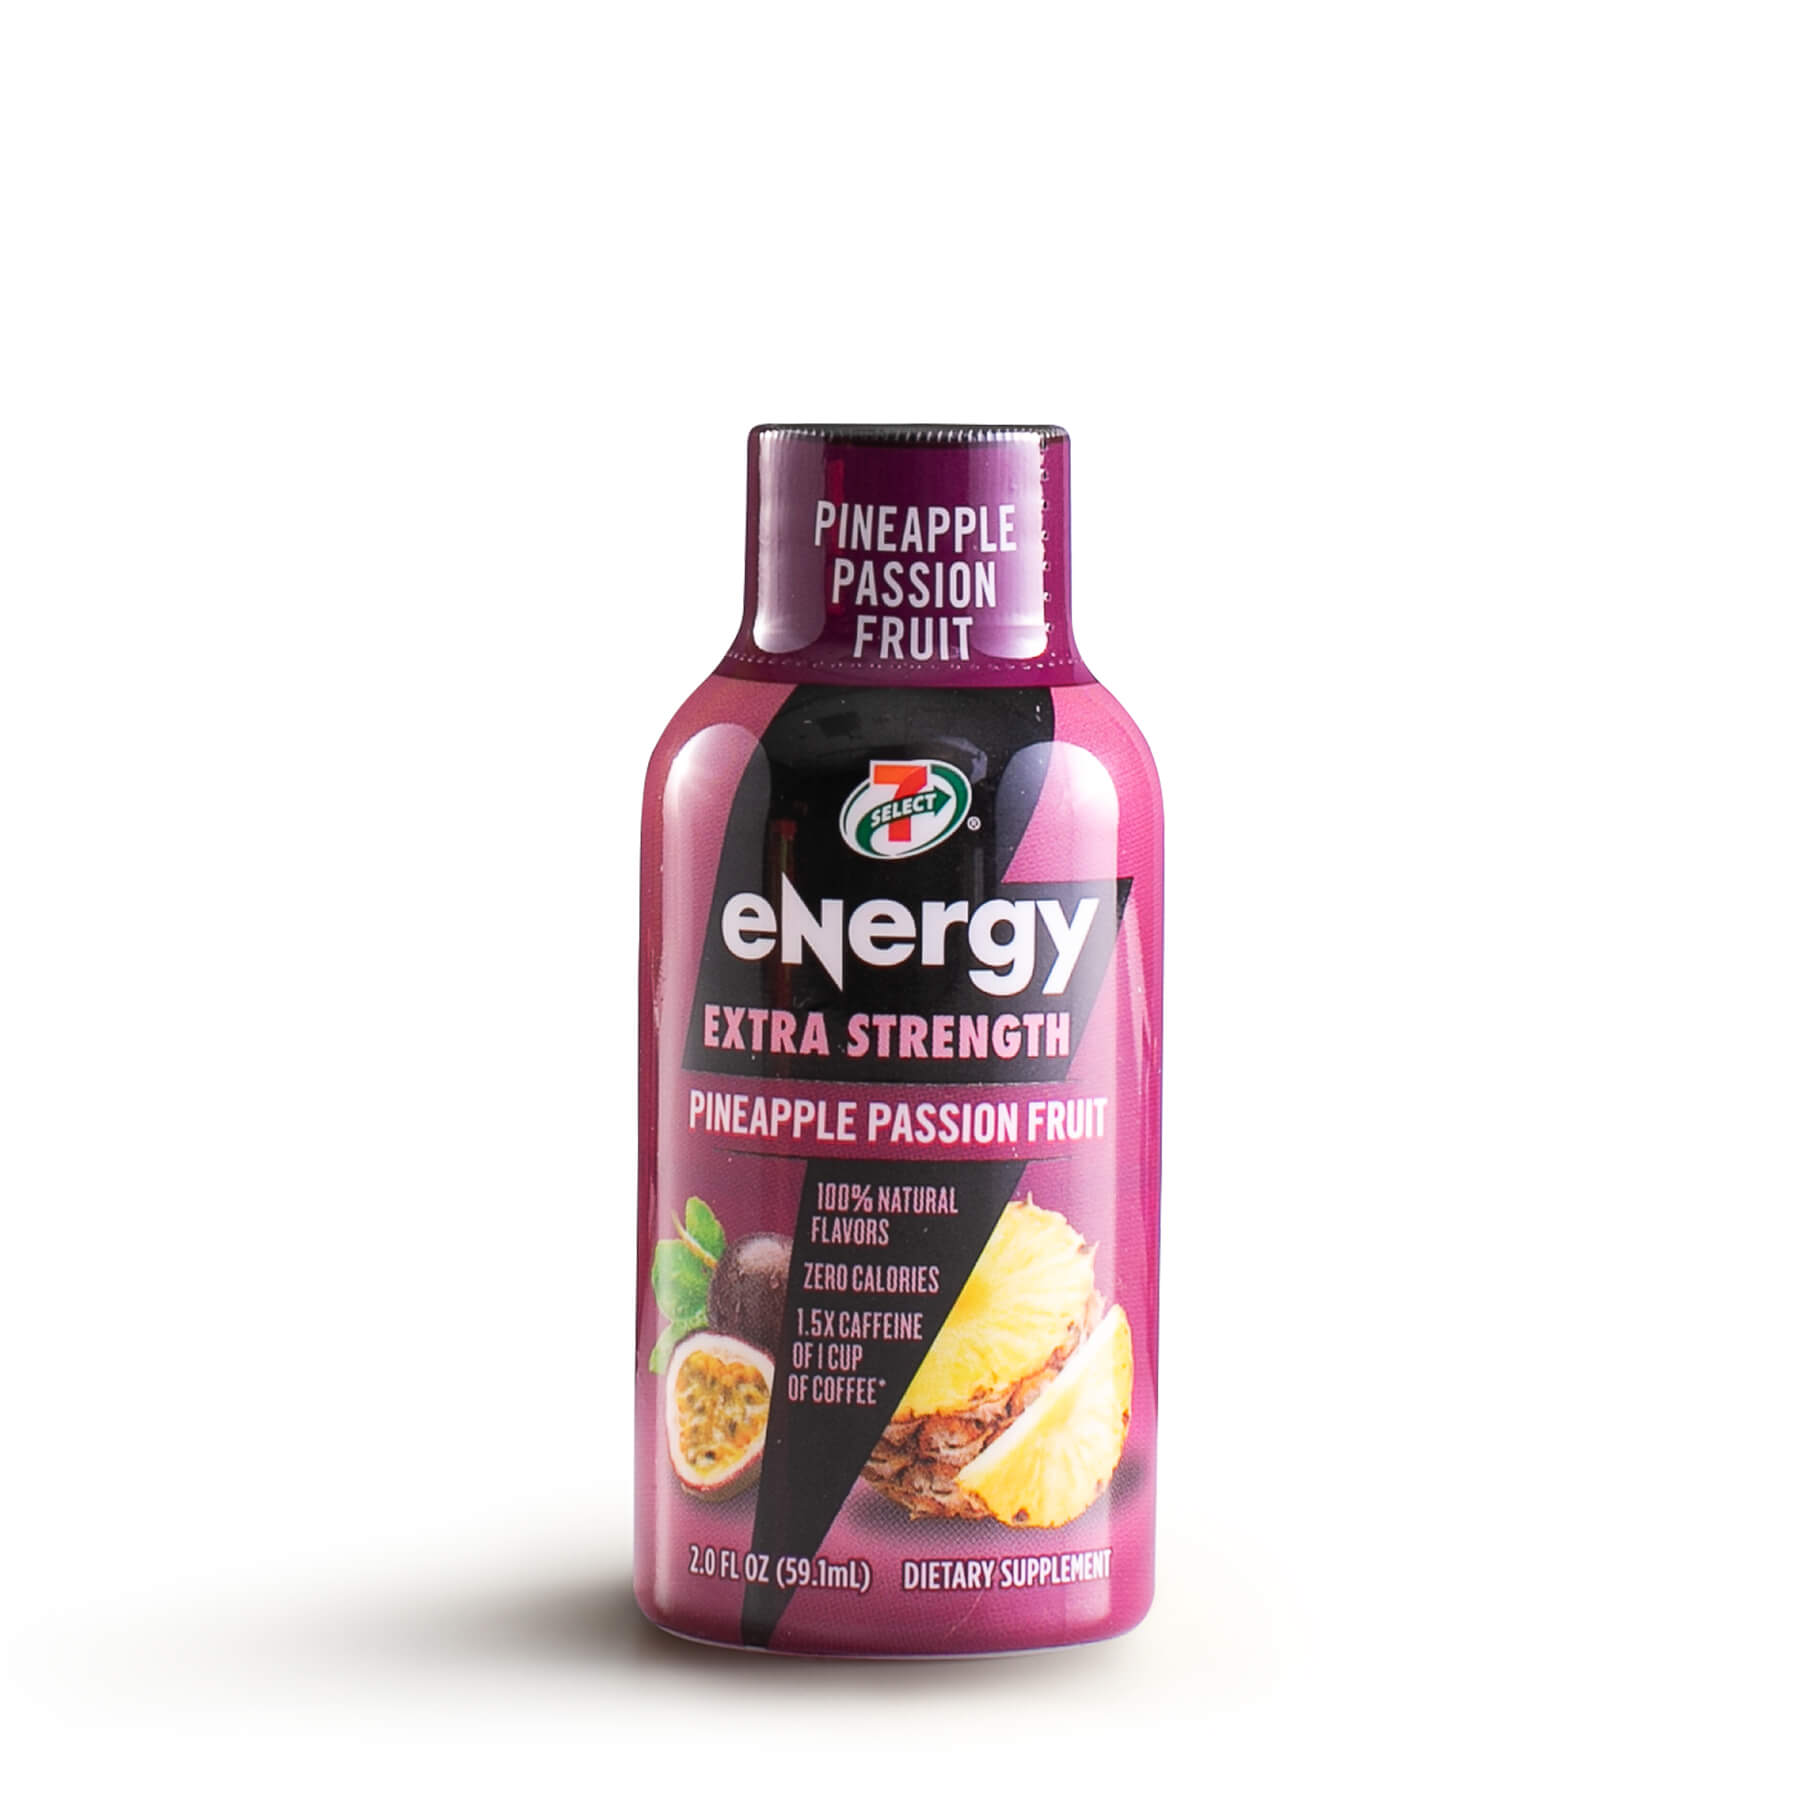 PINEAPPLE
PASSION
FRUIT
7
SELECT
®
eNergy
EXTRA STRENGTH
PINEAPPLE PASSION FRUIT
100% NATURAL
FLAVORS
ZERO CALORIES
1.5X CAFFEINE
OF 1 CUP
OF COFFEE*
2.0 FL OZ (59.1mL) DIETARY SUPPLEMENT